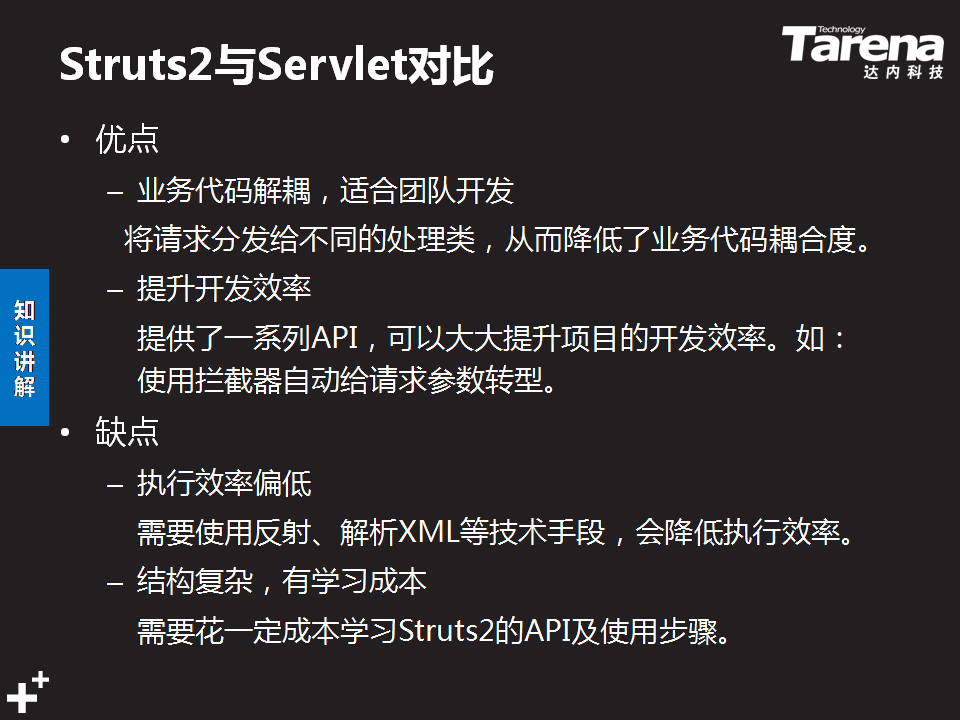 Struts2与Servlet对比
Technology
Tarena
达内科技
• 优点
– 业务代码解耦，适合团队开发
将请求分发给不同的处理类，从而降低了业务代码耦合度。
– 提升开发效率
提供了一系列API，可以大大提升项目的开发效率。如：
使用拦截器自动给请求参数转型。
知识讲解
• 缺点
– 执行效率偏低
需要使用反射、解析XML等技术手段，会降低执行效率。
– 结构复杂，有学习成本
需要花一定成本学习Struts2的API及使用步骤。